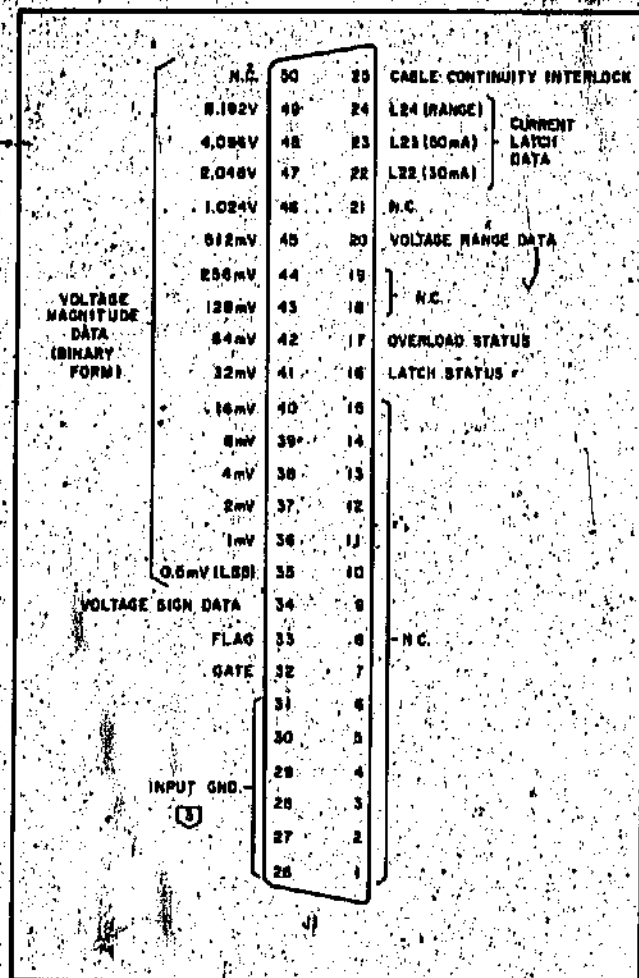 N.C. 50 25 CABLE CONTINUITY INTERLOCK
8.192V 49 24 L24 (RANGE)
4.096V 48 23 L23 (60mA)
2.048V 47 22 L22 (30mA)
CURRENT
LATCH
DATA
1.024V 46 21 N.C.
512mV 45 20 VOLTAGE RANGE DATA
256mV 44 19
128mV 43 18
N.C.
64mV 42 17 OVERLOAD STATUS
32mV 41 16 LATCH STATUS
VOLTAGE
MAGNITUDE
DATA
(BINARY
FORM)
16mV 40 15
8mV 39 14
4mV 38 13
2mV 37 12
1mV 36 11
0.5mV (LSB) 35 10
VOLTAGE SIGN DATA 34 9
FLAG 33 8 N.C.
GATE 32 7
31 6
30 5
29 4
INPUT GND.
28 3
3
27 2
26 1
J1